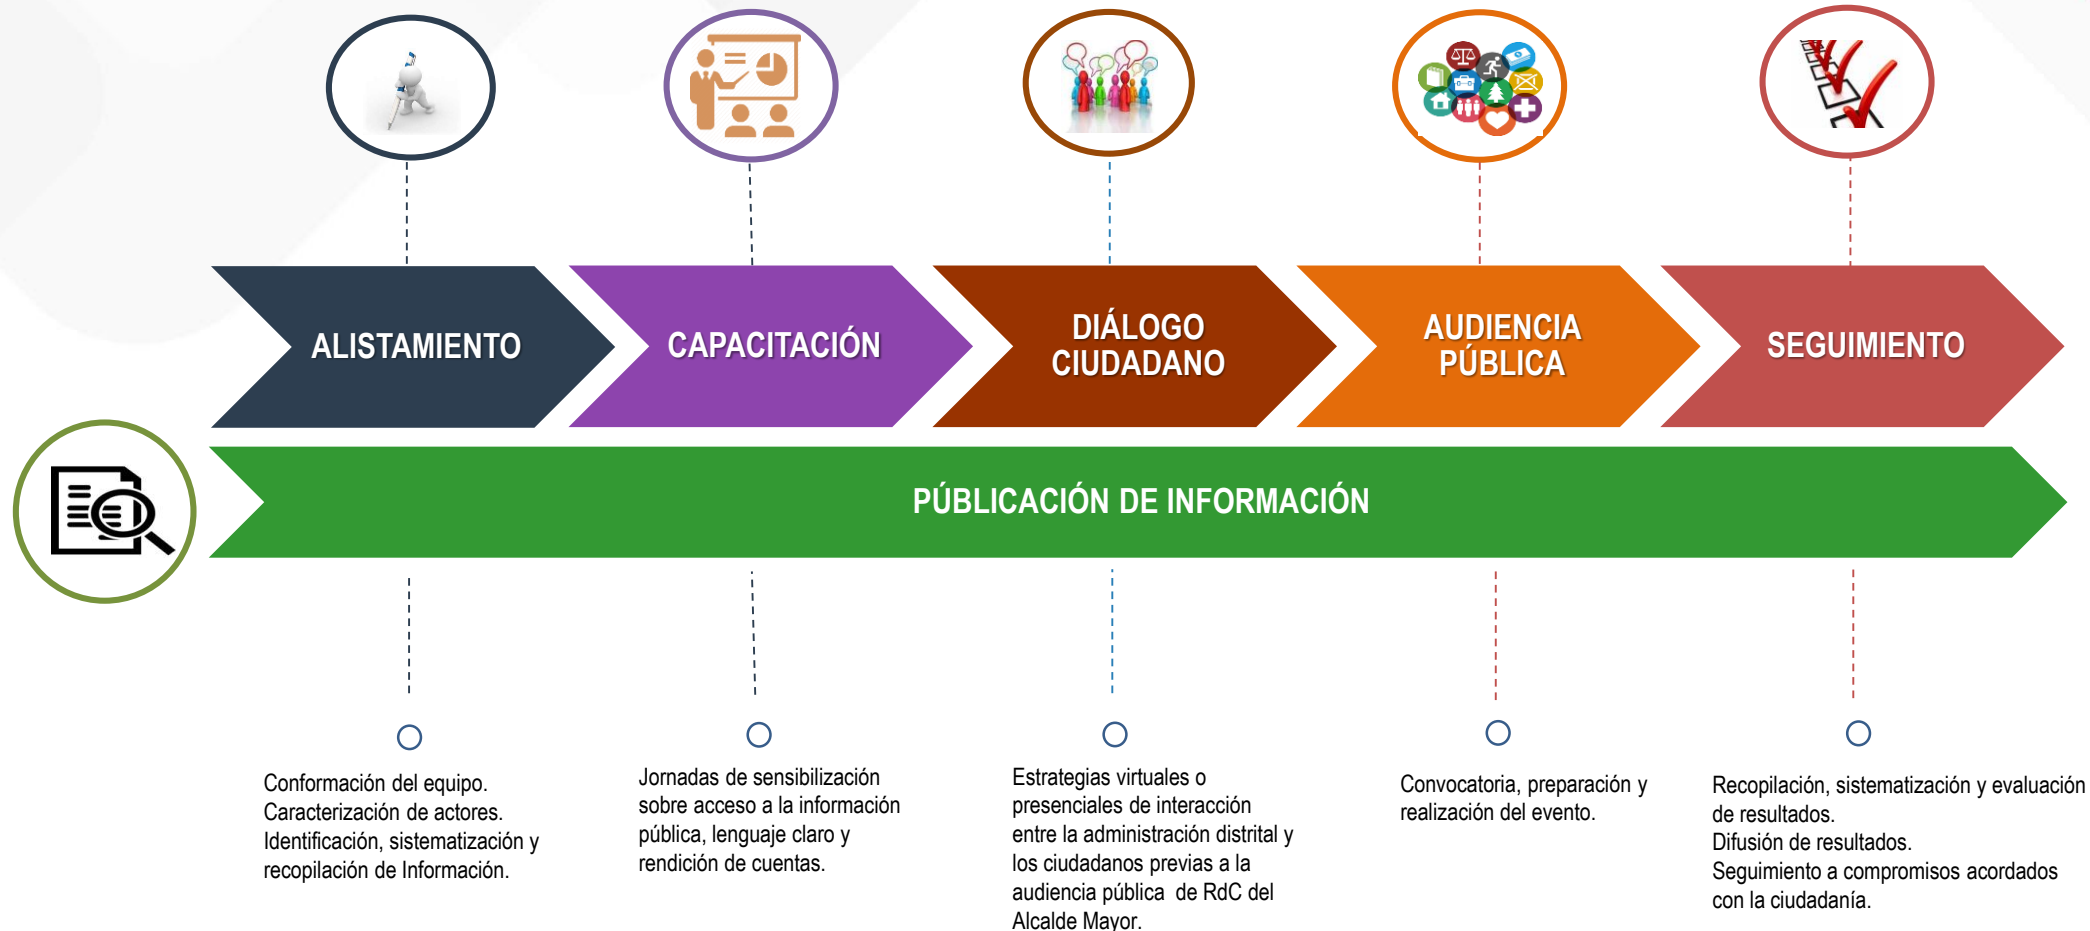 ALISTAMIENTO
CAPACITACIÓN
DIÁLOGO
CIUDADANO
AUDIENCIA
PÚBLICA
SEGUIMIENTO
PÚBLICACIÓN DE INFORMACIÓN
Conformación del equipo.
Caracterización de actores.
Identificación, sistematización y
recopilación de Información.
Jornadas de sensibilización
sobre acceso a la información
pública, lenguaje claro y
rendición de cuentas.
Estrategias virtuales o
presenciales de interacción
entre la administración distrital y
los ciudadanos previas a la
audiencia pública de RdC del
Alcalde Mayor.
Convocatoria, preparación y
realización del evento.
Recopilación, sistematización y evaluación
de resultados.
Difusión de resultados.
Seguimiento a compromisos acordados
con la ciudadanía.